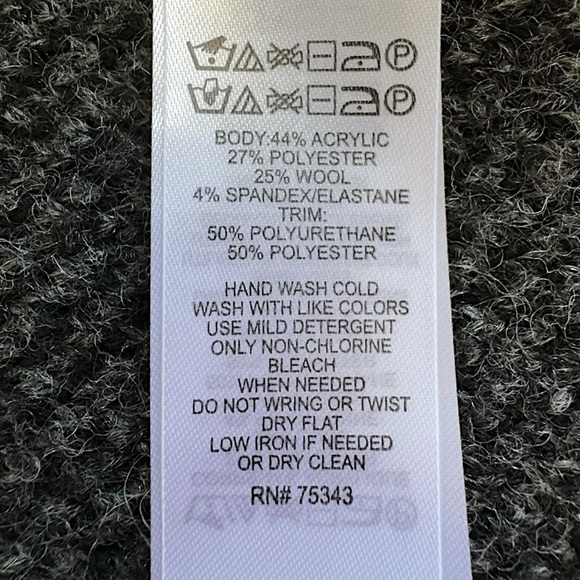 P
P
BODY:44% ACRYLIC
27% POLYESTER
25% WOOL
4% SPANDEX/ELASTANE
TRIM:
50% POLYURETHANE
50% POLYESTER
HAND WASH COLD
WASH WITH LIKE COLORS
USE MILD DETERGENT
ONLY NON-CHLORINE
BLEACH
WHEN NEEDED
DO NOT WRING OR TWIST
DRY FLAT
LOW IRON IF NEEDED
OR DRY CLEAN
RN# 75343